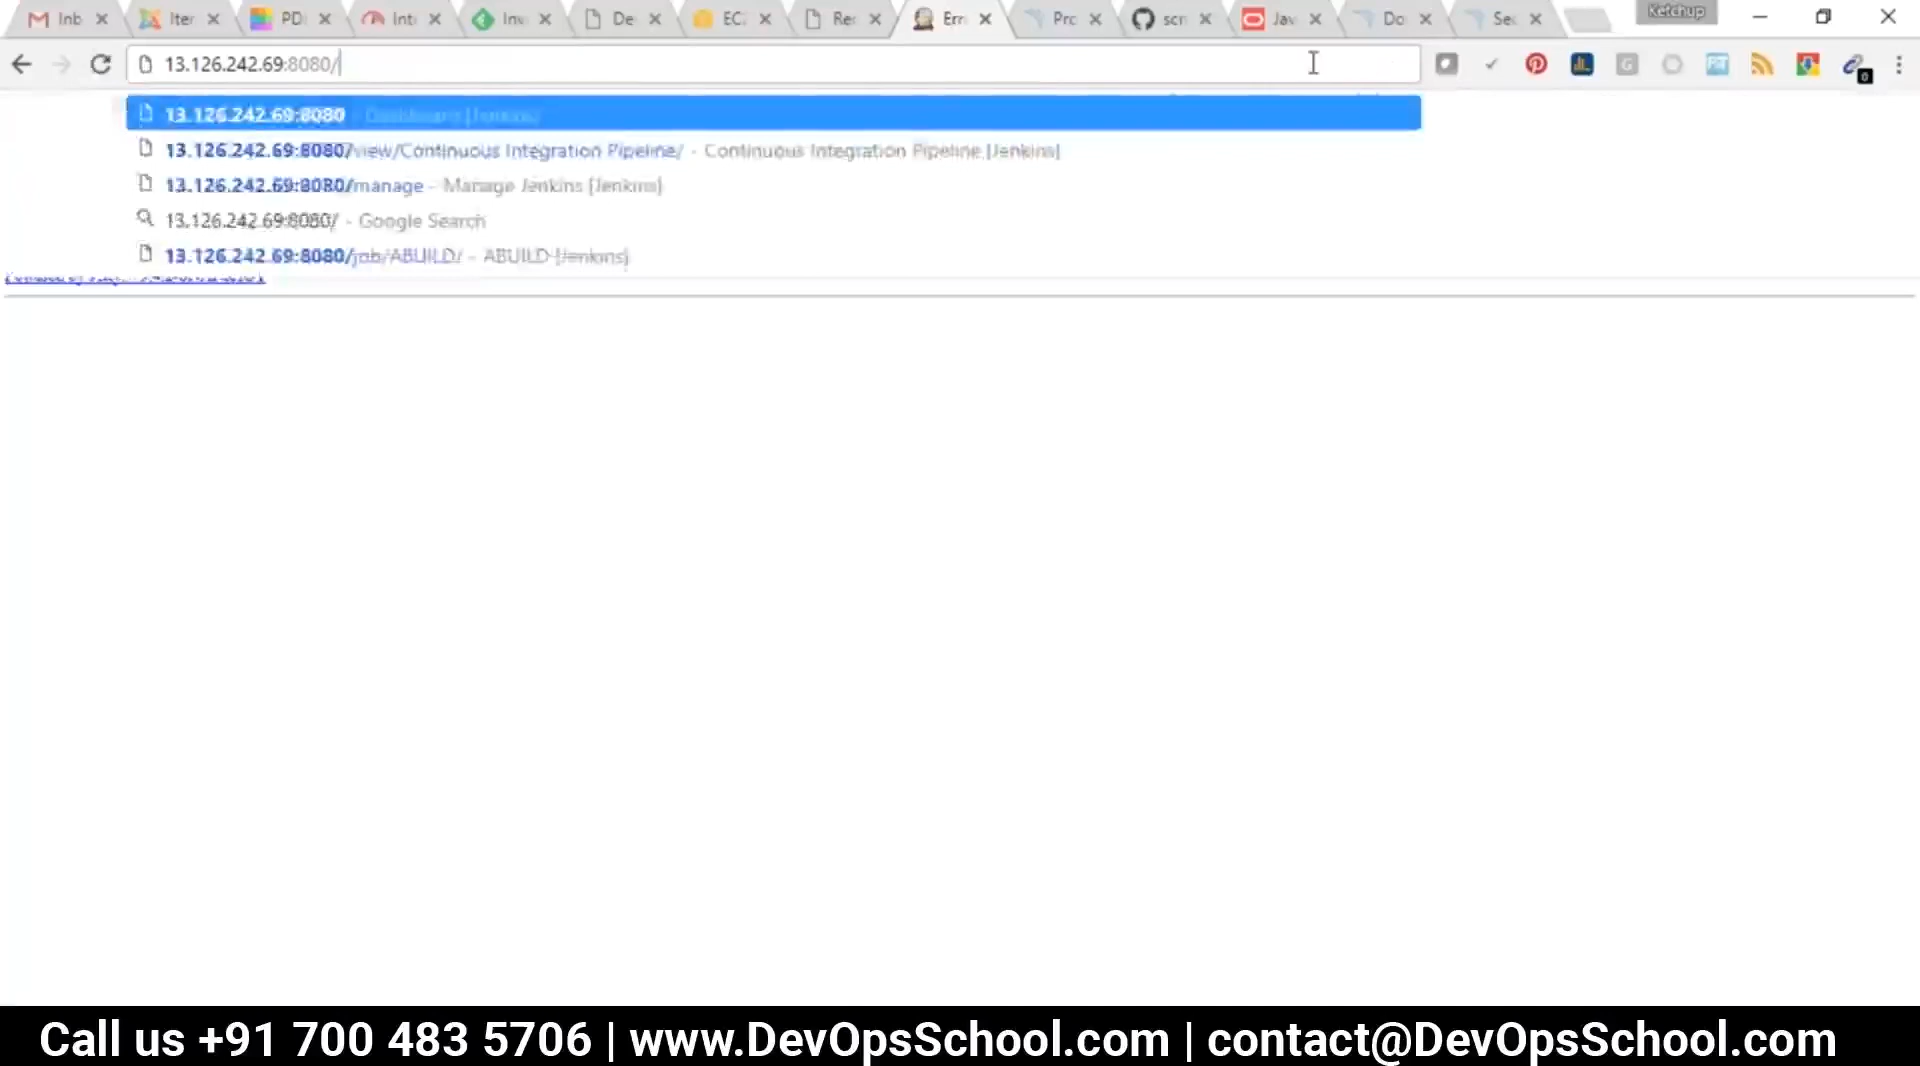 Inb Iter PD Int Inv De EC Rec Err Pro scr Jav Do Sec Ketchup
13.126.242.69:8080/
13.126.242.69:8080 - Dashboard [Jenkins]
13.126.242.69:8080/view/Continuous Integration Pipeline/ - Continuous Integration Pipeline [Jenkins]
13.126.242.69:8080/manage - Manage Jenkins [Jenkins]
13.126.242.69:8080/ - Google Search
13.126.242.69:8080/job/ABUILD/ - ABUILD [Jenkins]
Call us +91 700 483 5706 | www.DevOpsSchool.com | contact@DevOpsSchool.com